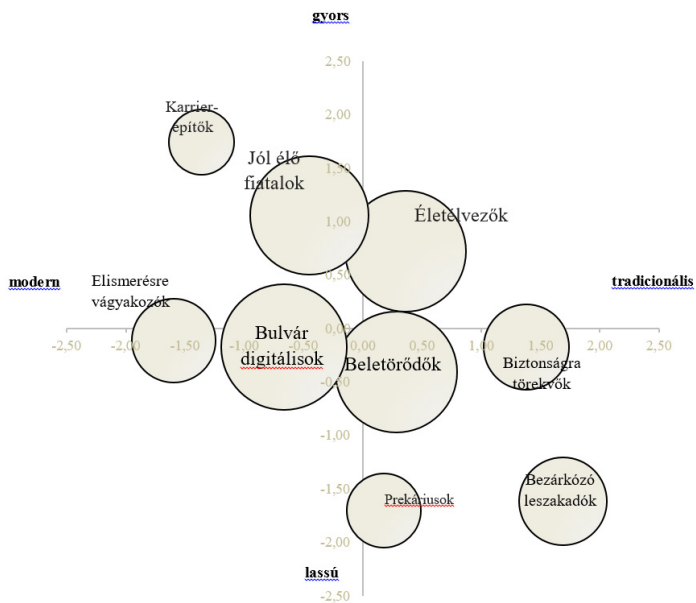 gyors
2,50
2,00
Karrier-
építők
Jól élő
fiatalok
1,50
Életélvezők
1,00
0,50
modern
Elismerésre
vágyakozók
tradicionális
0,00
-2,50 -2,00 -1,50 -1,00 -0,50 0,00 0,50 1,00 1,50 2,00 2,50
Bulvár
digitálisok
Beletörődők
Biztonságra
törekvők
-0,50
-1,00
-1,50
Prekáriusok
Bezárkózó
leszakadók
-2,00
lassú
-2,50